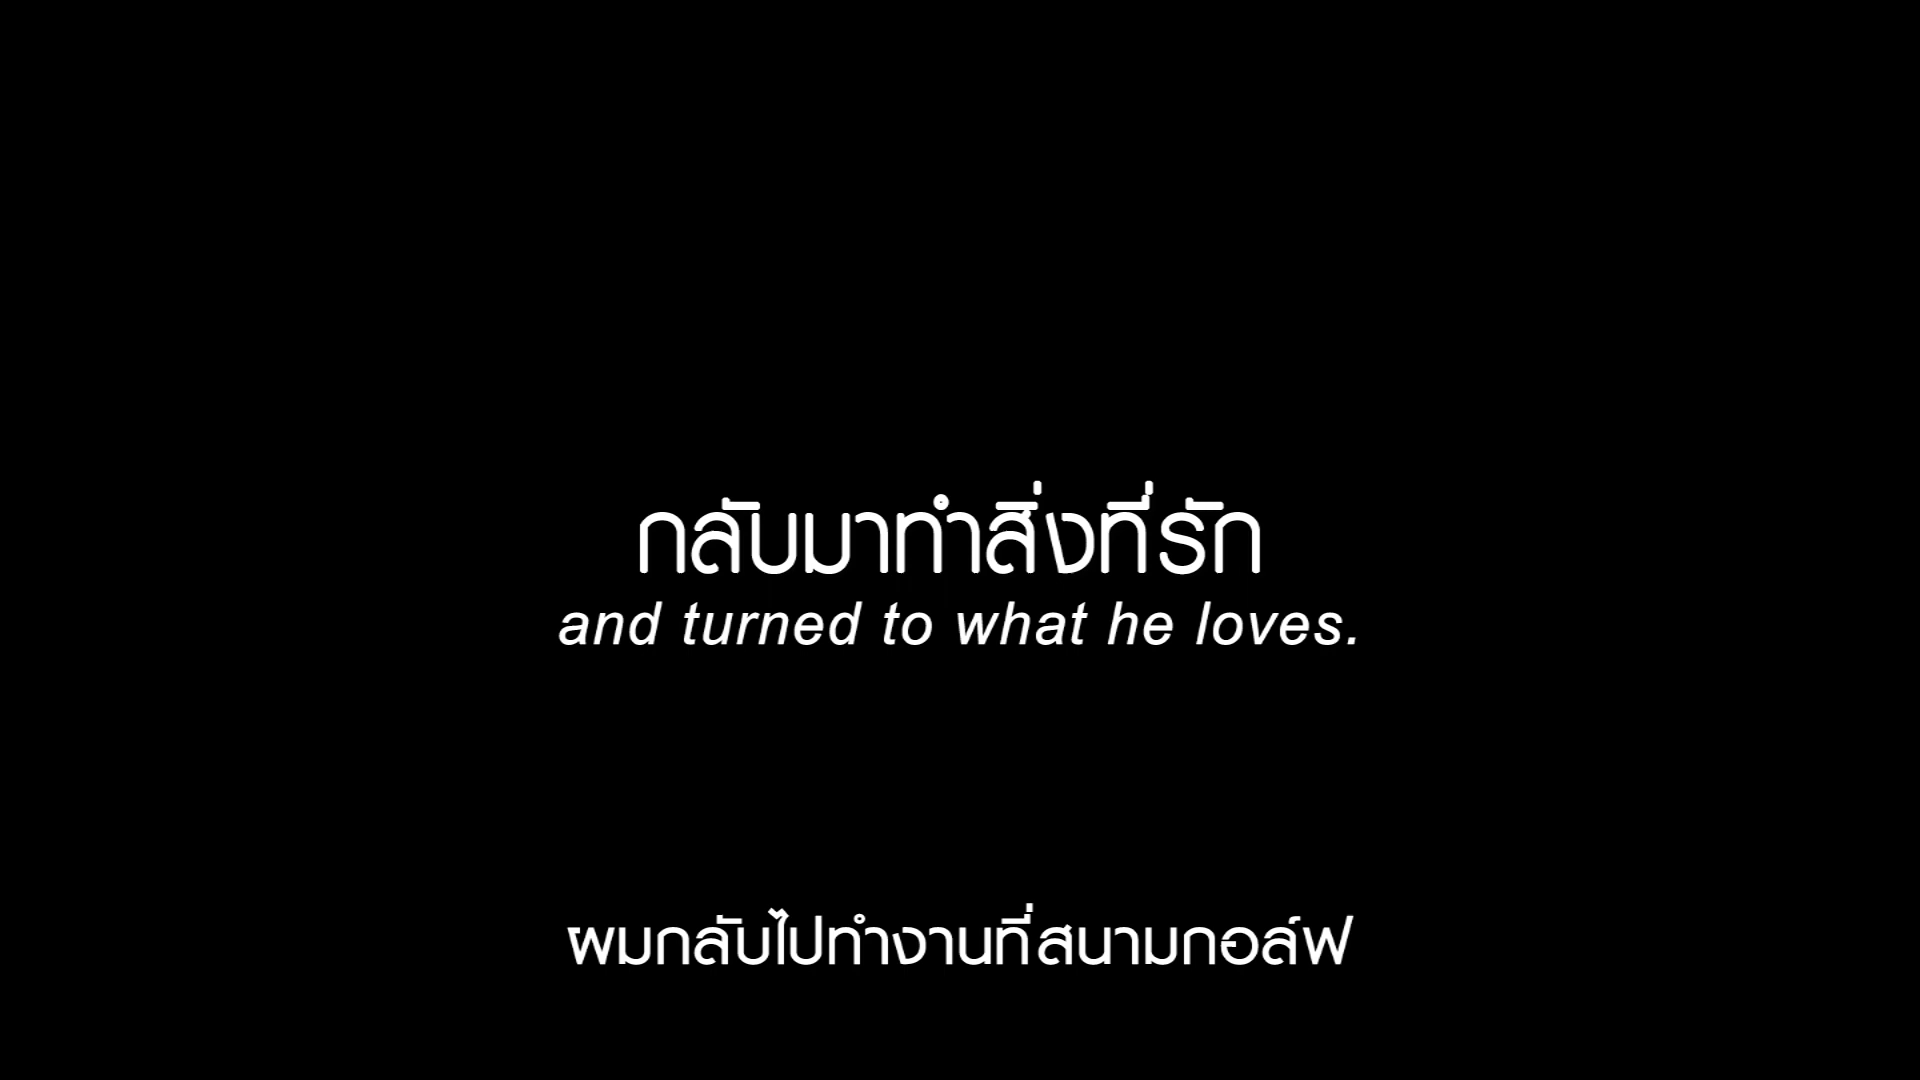 กลับมาทำสิ่งที่รัก
and turned to what he loves.
ผมกลับไปทำงานที่สนามกอล์ฟ